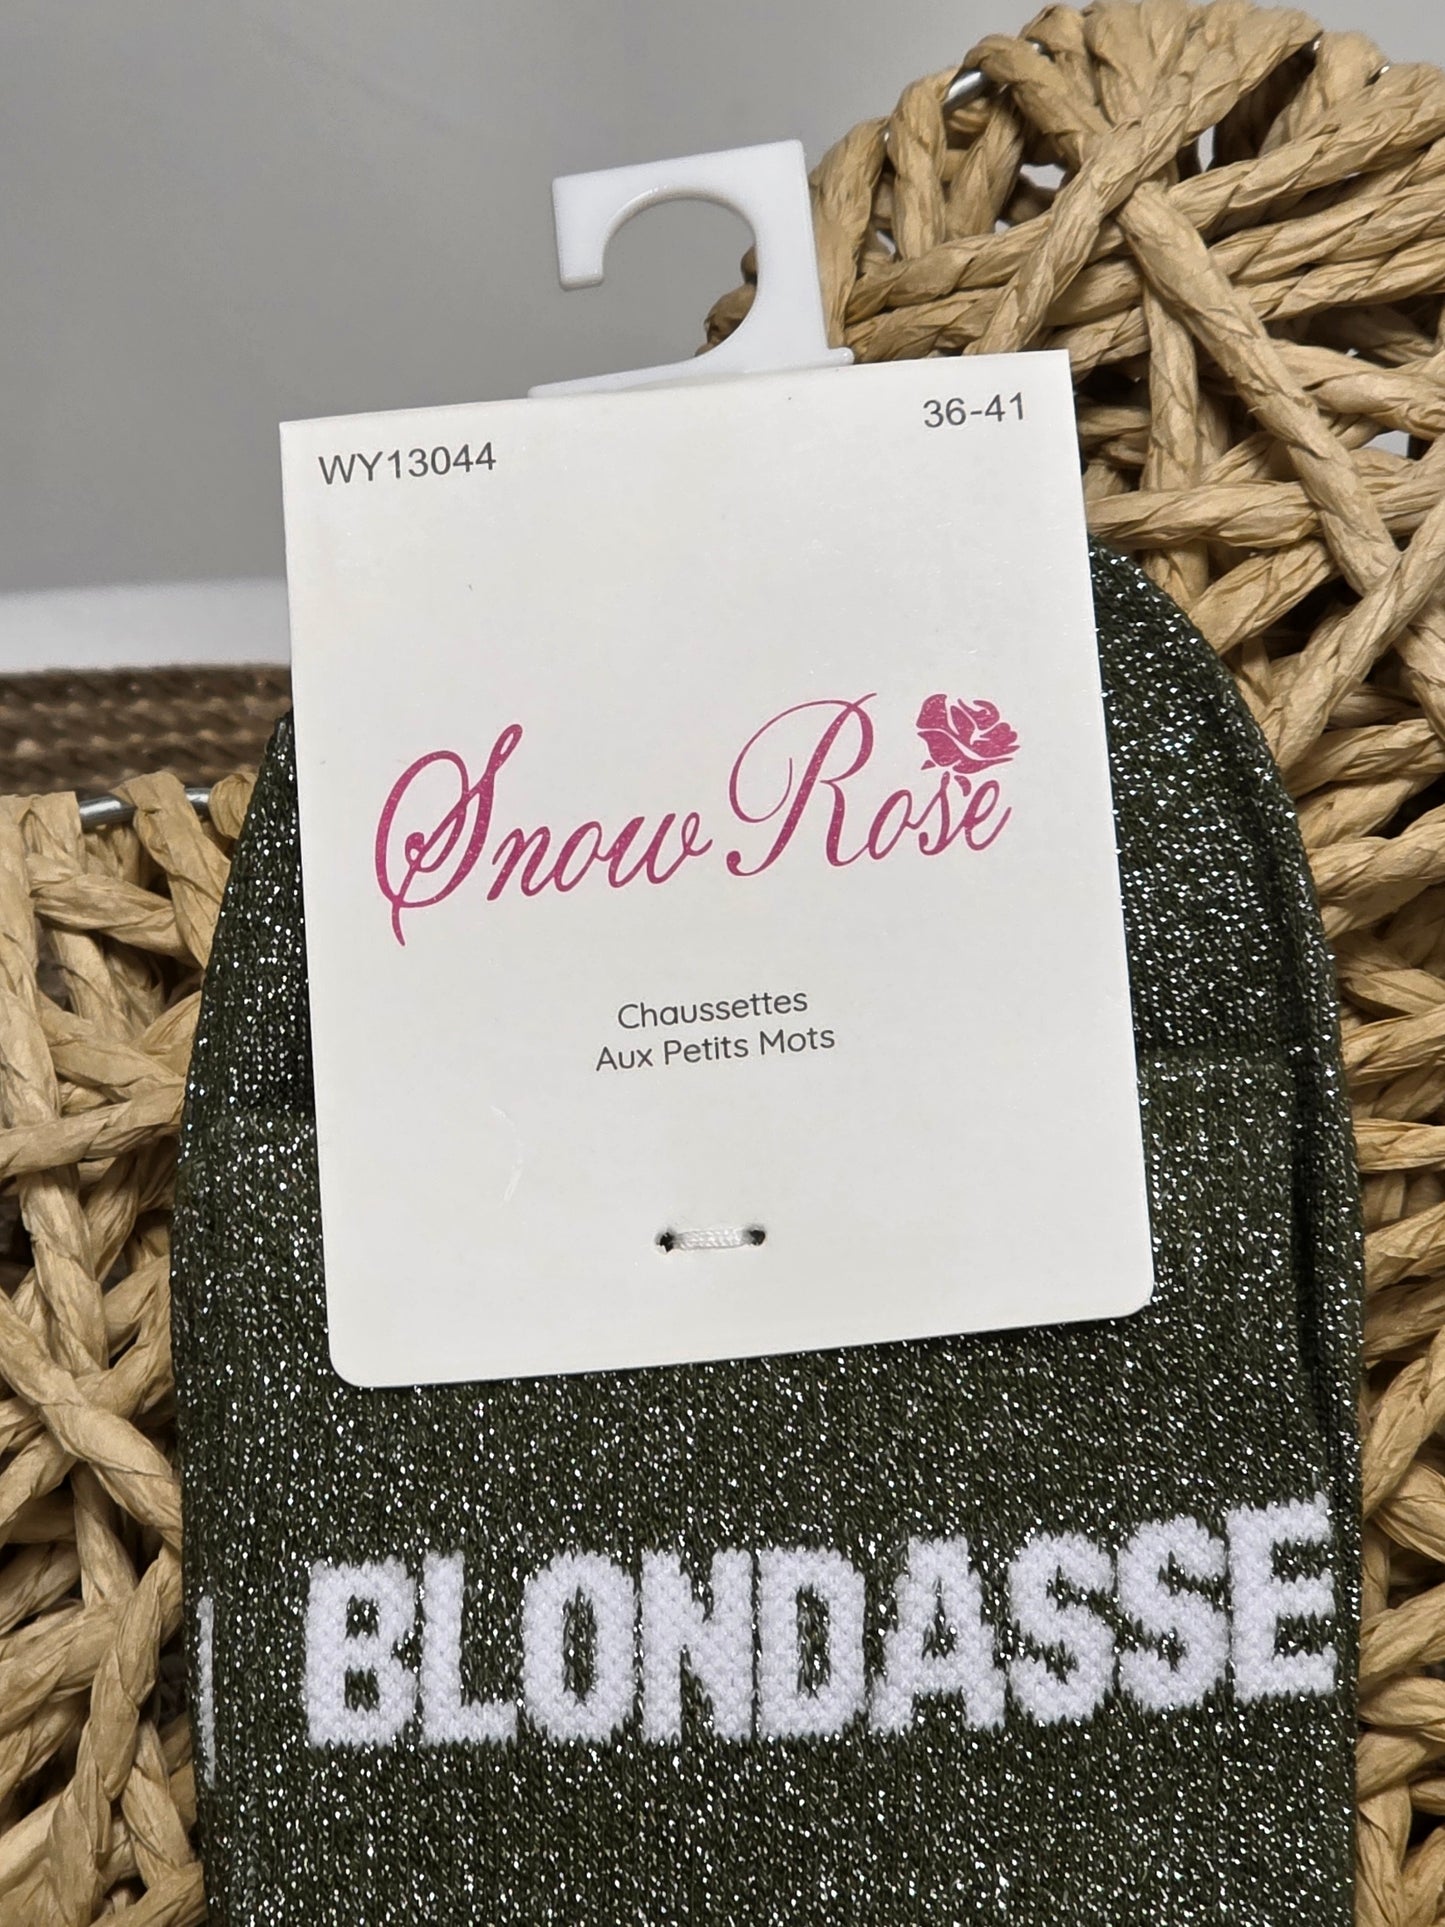 WY13044
36-41
Snow Rose
Chaussettes
Aux Petits Mots
BLONDASSE